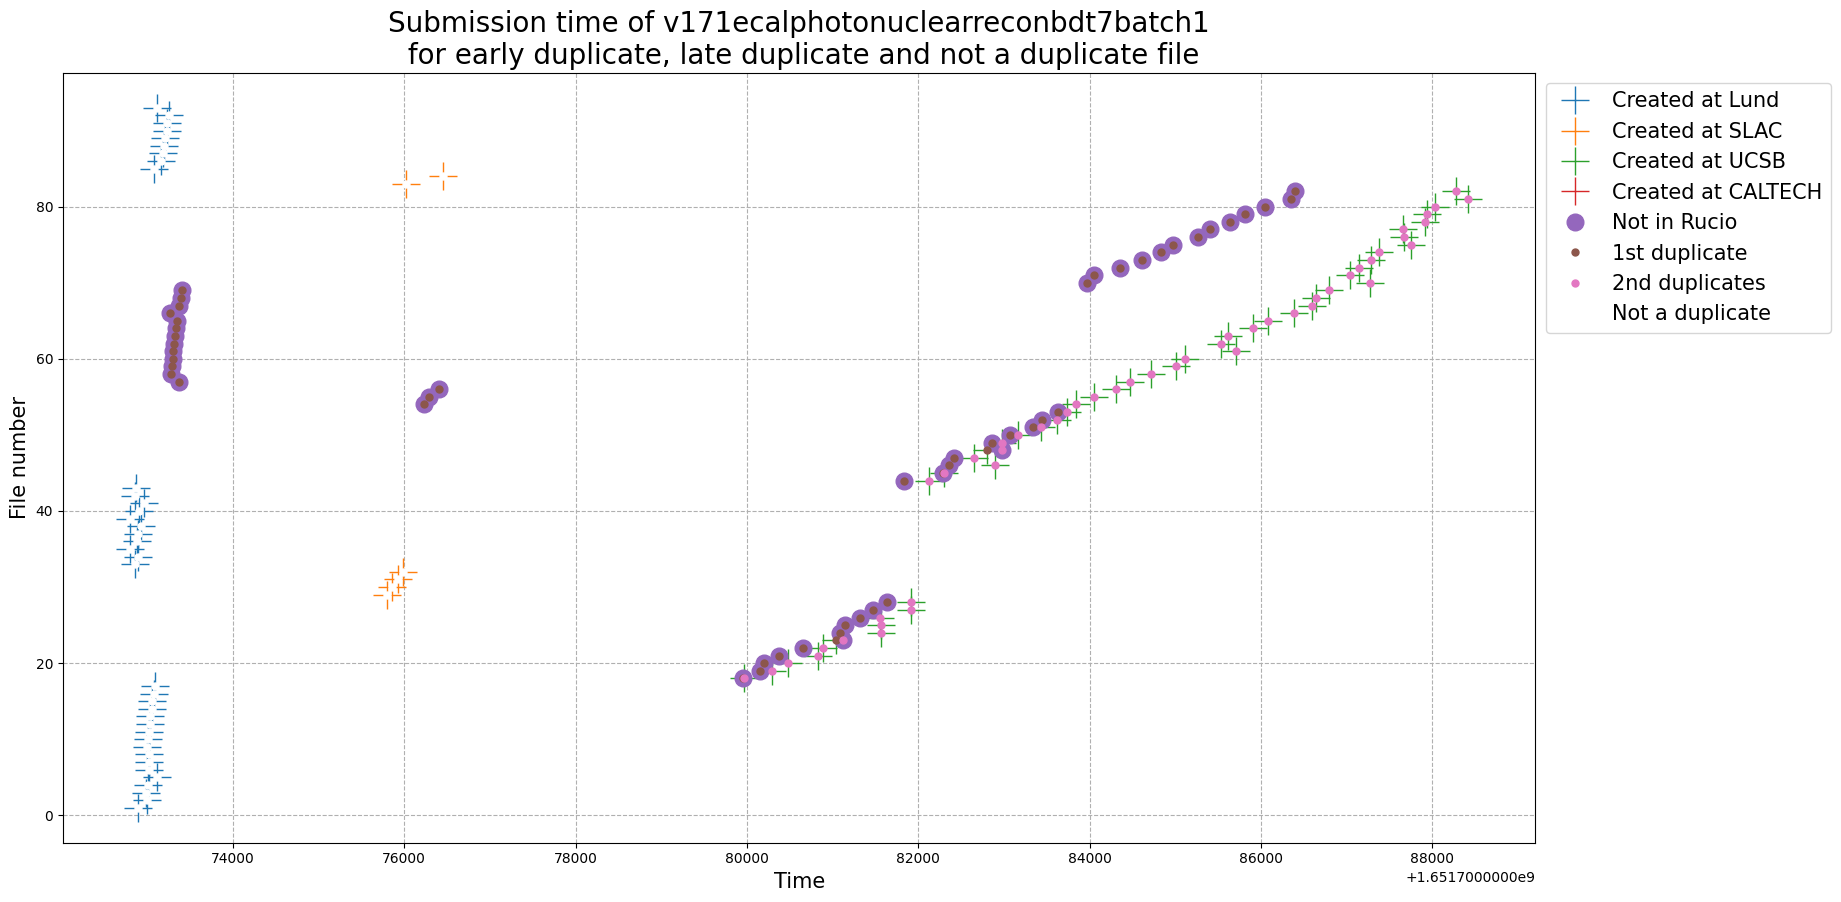 Submission time of v171ecalphotonuclearreconbdt7batch1
for early duplicate, late duplicate and not a duplicate file
Created at Lund
Created at SLAC
Created at UCSB
Created at CALTECH
Not in Rucio
1st duplicate
2nd duplicates
Not a duplicate
File number
80
60
40
20
0
74000
76000
78000
80000
82000
84000
86000
88000
Time
+1.6517000000e9